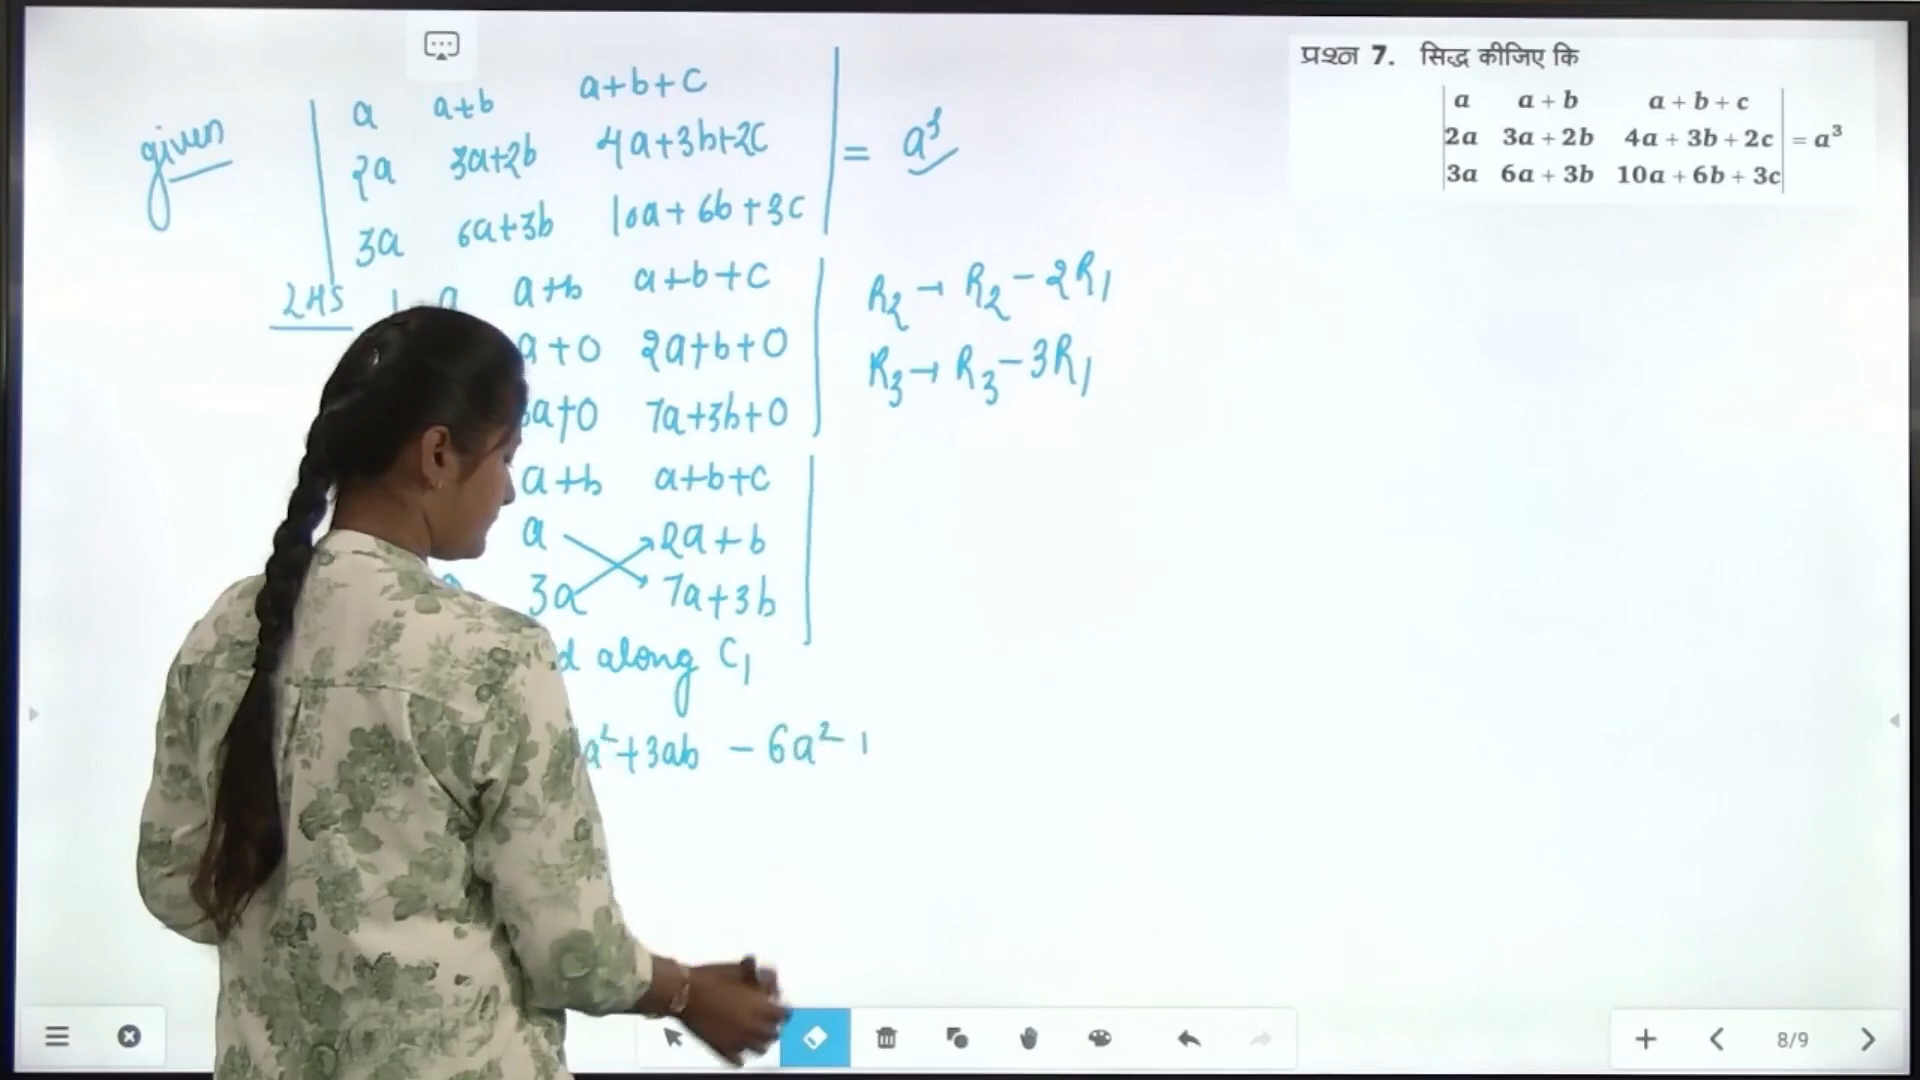 given
a a+b a+b+c
2a 3a+2b 4a+3b+2c = a³
3a 6a+3b 10a+6b+3c
LHS a a+b a+b+c R₂→R₂-2R₁
a+0 2a+b+0
7a+3b+0 R₃→R₃-3R₁
a+b a+b+c
a 2a+b
3a 7a+3b
along C₁
a²+3ab - 6a²
प्रश्न 7. सिद्ध कीजिए कि
a a + b a + b + c
2a 3a + 2b 4a + 3b + 2c = a³
3a 6a + 3b 10a + 6b + 3c
8/9